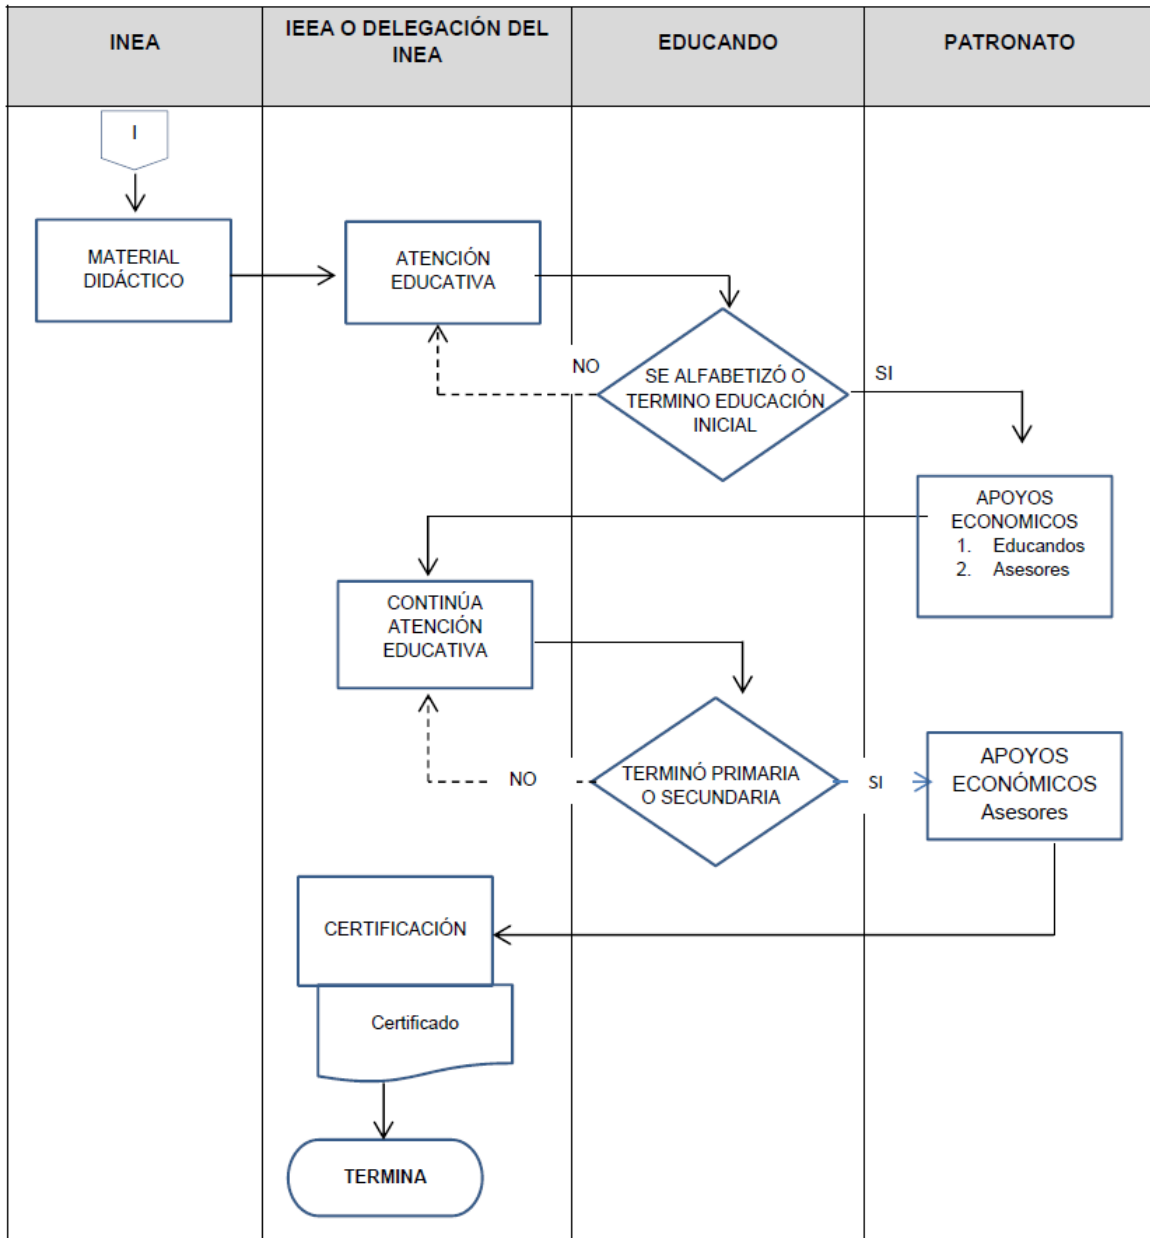 INEA
IEEA O DELEGACIÓN DEL
INEA
EDUCANDO
PATRONATO
I
MATERIAL
DIDÁCTICO
ATENCIÓN
EDUCATIVA
NO
SE ALFABETIZÓ O
TERMINO EDUCACIÓN
INICIAL
SI
APOYOS
ECONOMICOS
1. Educandos
2. Asesores
CONTINÚA
ATENCIÓN
EDUCATIVA
NO
TERMINÓ PRIMARIA
O SECUNDARIA
SI
APOYOS
ECONÓMICOS
Asesores
CERTIFICACIÓN
Certificado
TERMINA